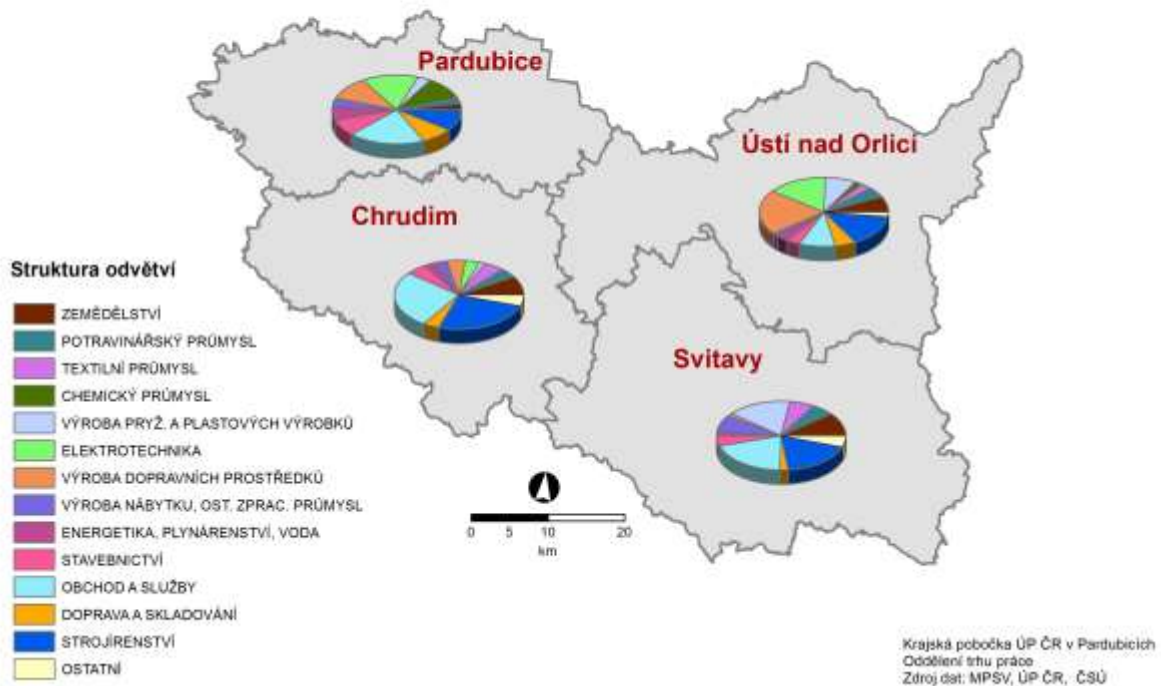 Pardubice
Ústí nad Orlicí
Chrudim
Svitavy
Struktura odvětví
ZEMĚDĚLSTVÍ
POTRAVINÁŘSKÝ PRŮMYSL
TEXTILNÍ PRŮMYSL
CHEMICKÝ PRŮMYSL
VÝROBA PRYŽ. A PLASTOVÝCH VÝROBKŮ
ELEKTROTECHNIKA
VÝROBA DOPRAVNÍCH PROSTŘEDKŮ
VÝROBA NÁBYTKU, OST. ZPRAC. PRŮMYSL
ENERGETIKA, PLYNÁRENSTVÍ, VODA
STAVEBNICTVÍ
OBCHOD A SLUŽBY
DOPRAVA A SKLADOVÁNÍ
STROJÍRENSTVÍ
OSTATNÍ
0 5 10 20
km
Krajská pobočka ÚP ČR v Pardubicích
Oddělení trhu práce
Zdroj dat: MPSV, ÚP ČR, ČSÚ